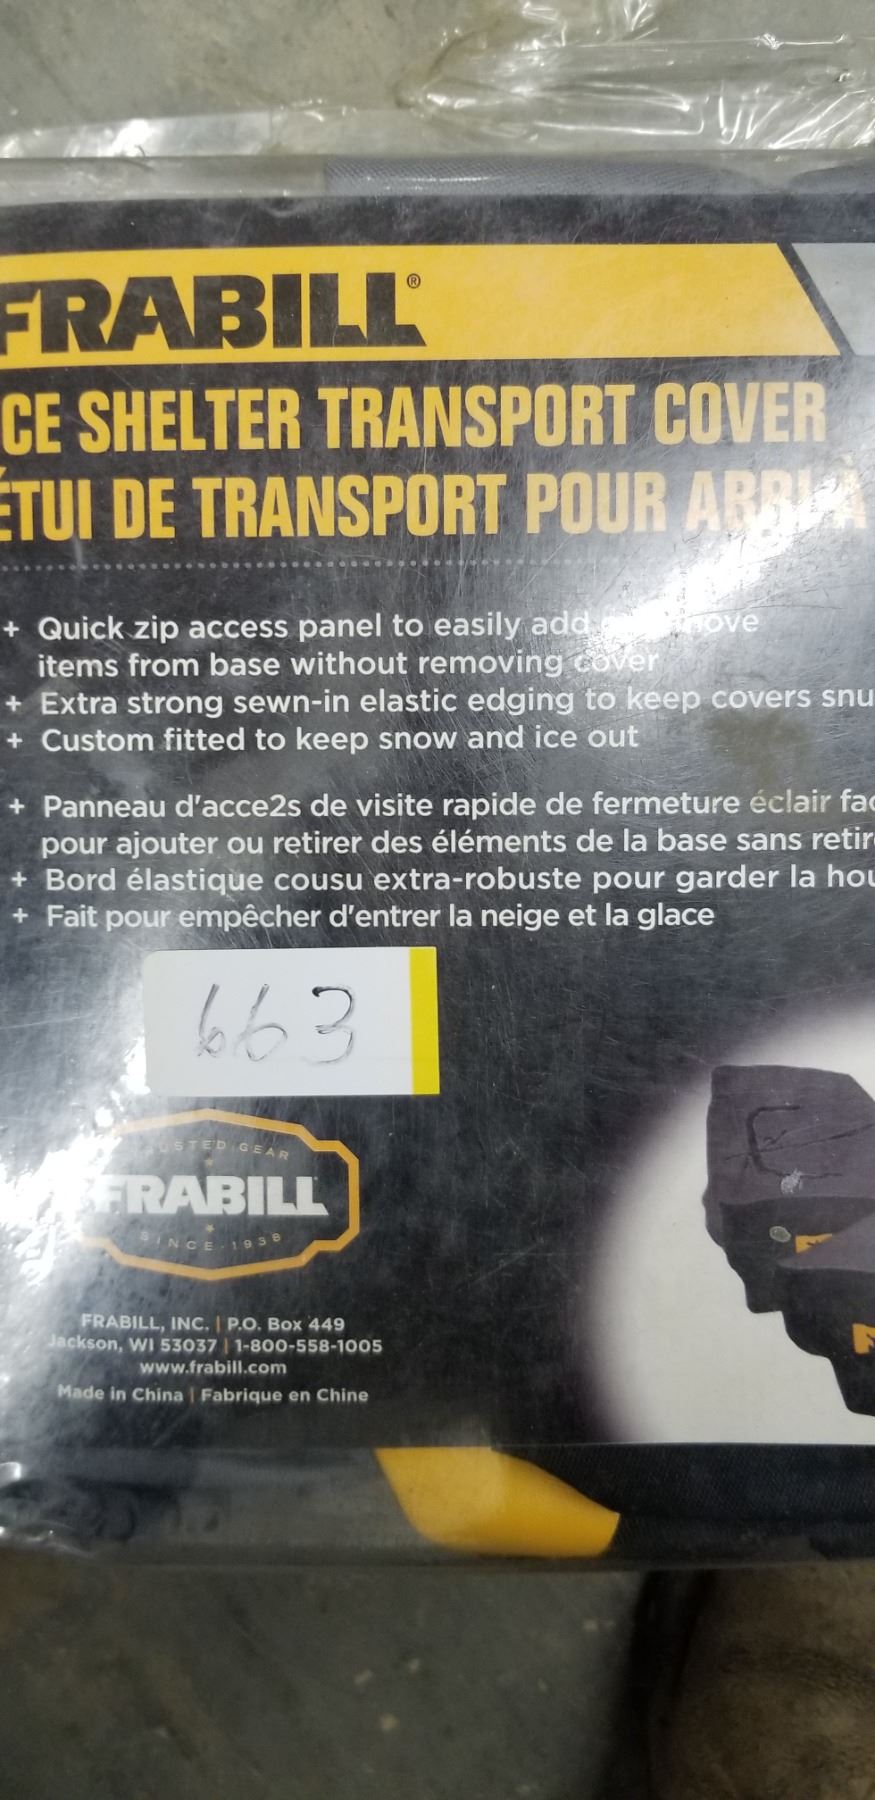 FRABILL®
CE SHELTER TRANSPORT COVER
ÉTUI DE TRANSPORT POUR ABRI À
+ Quick zip access panel to easily add
items from base without removing cover
+ Extra strong sewn-in elastic edging to keep covers snu
+ Custom fitted to keep snow and ice out
+ Panneau d'acce2s de visite rapide de fermeture éclair fac
pour ajouter ou retirer des éléments de la base sans retir
+ Bord élastique cousu extra-robuste pour garder la hou
+ Fait pour empêcher d'entrer la neige et la glace
663
GEAR
FRABILL
SINCE·1938
FRABILL, INC. | P.O. Box 449
Jackson, WI 53037 | 1-800-558-1005
www.frabill.com
Made in China | Fabrique en Chine